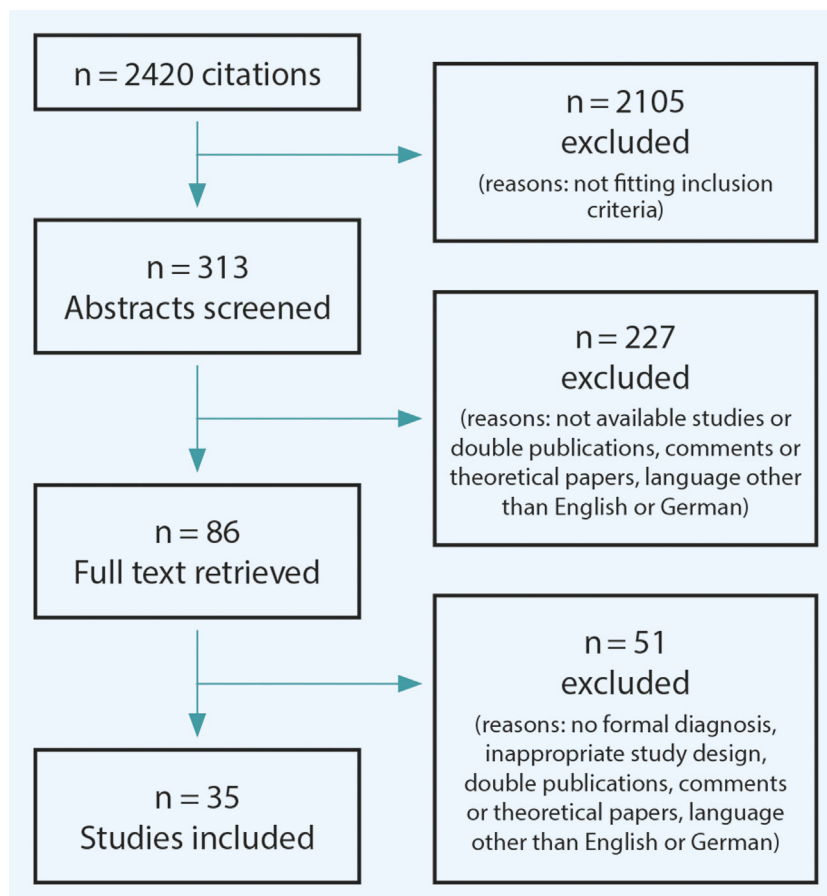 n = 2420 citations
n = 2105
excluded
(reasons: not fitting inclusion
criteria)
n = 313
Abstracts screened
n = 227
excluded
(reasons: not available studies or
double publications, comments or
theoretical papers, language other
than English or German)
n = 86
Full text retrieved
n = 51
excluded
(reasons: no formal diagnosis,
inappropriate study design,
double publications, comments
or theoretical papers, language
other than English or German)
n = 35
Studies included